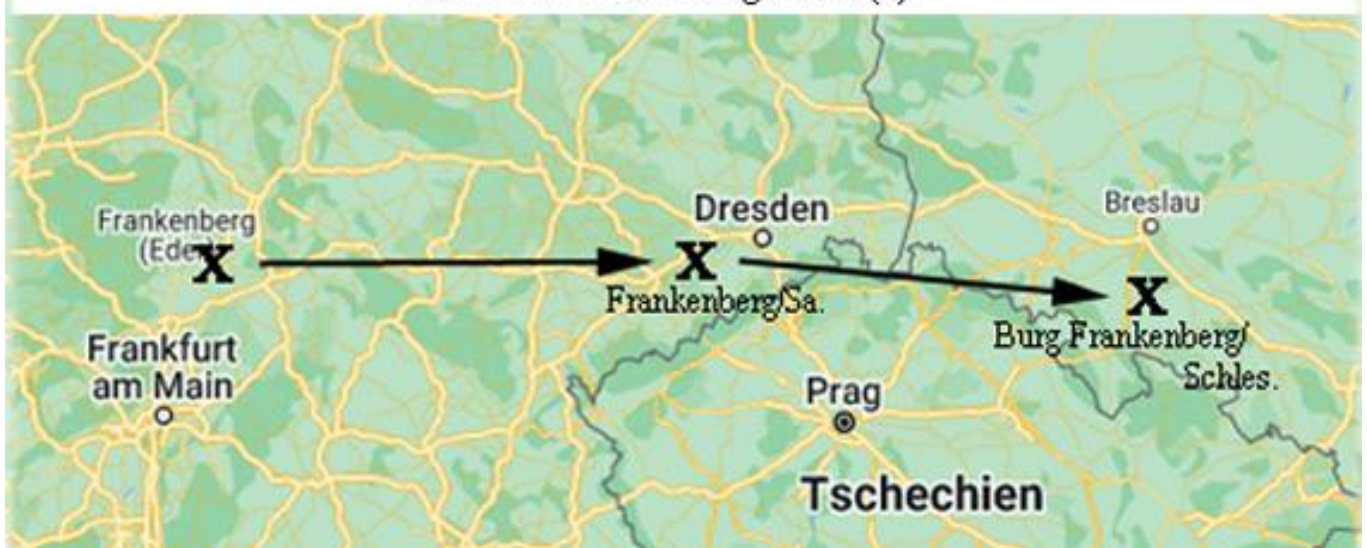 Dresden
Breslau
Frankenberg
(Eder)
X
X
X
Frankenberg/Sa.
Burg Frankenberg/
Schles.
Frankfurt
am Main
Prag
Tschechien